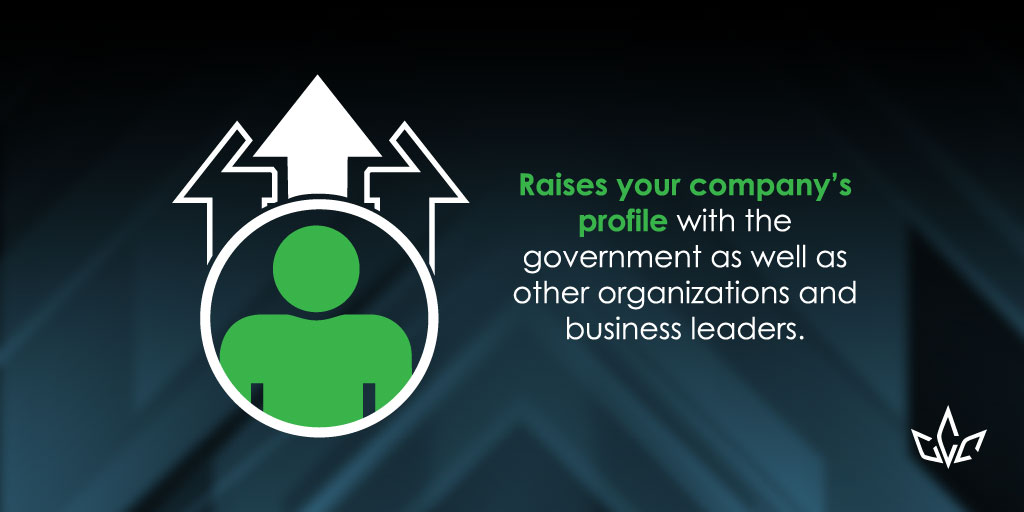 Raises your company’s
profile with the
government as well as
other organizations and
business leaders.